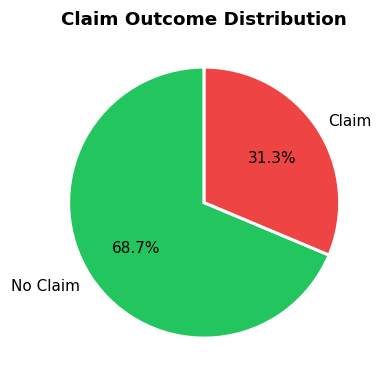 Claim Outcome Distribution
Claim
31.3%
68.7%
No Claim